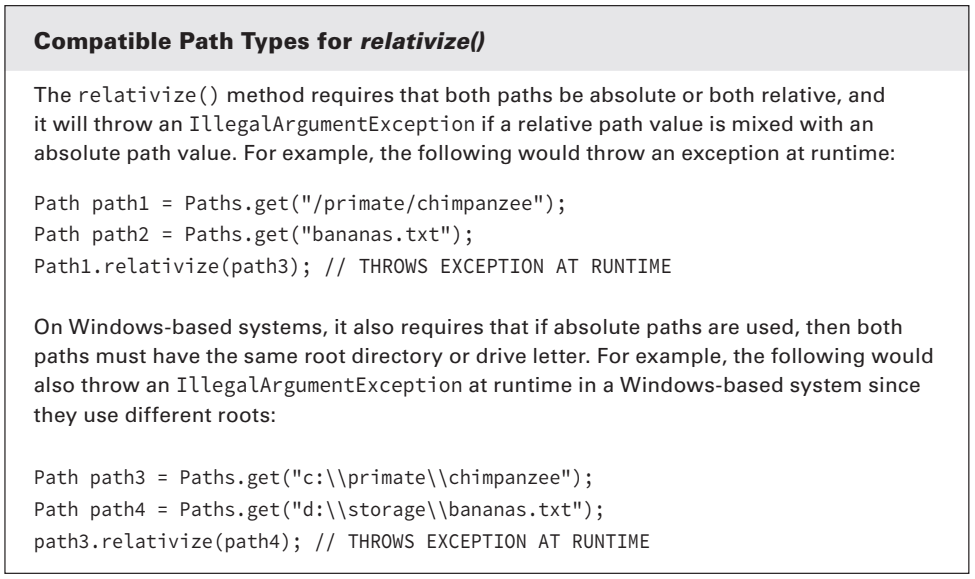 Compatible Path Types for relativize()
The relativize() method requires that both paths be absolute or both relative, and
it will throw an IllegalArgumentException if a relative path value is mixed with an
absolute path value. For example, the following would throw an exception at runtime:
Path path1 = Paths.get("/primate/chimpanzee");
Path path2 = Paths.get("bananas.txt");
Path1.relativize(path3); // THROWS EXCEPTION AT RUNTIME
On Windows-based systems, it also requires that if absolute paths are used, then both
paths must have the same root directory or drive letter. For example, the following would
also throw an IllegalArgumentException at runtime in a Windows-based system since
they use different roots:
Path path3 = Paths.get("c:\\primate\\chimpanzee");
Path path4 = Paths.get("d:\\storage\\bananas.txt");
path3.relativize(path4); // THROWS EXCEPTION AT RUNTIME